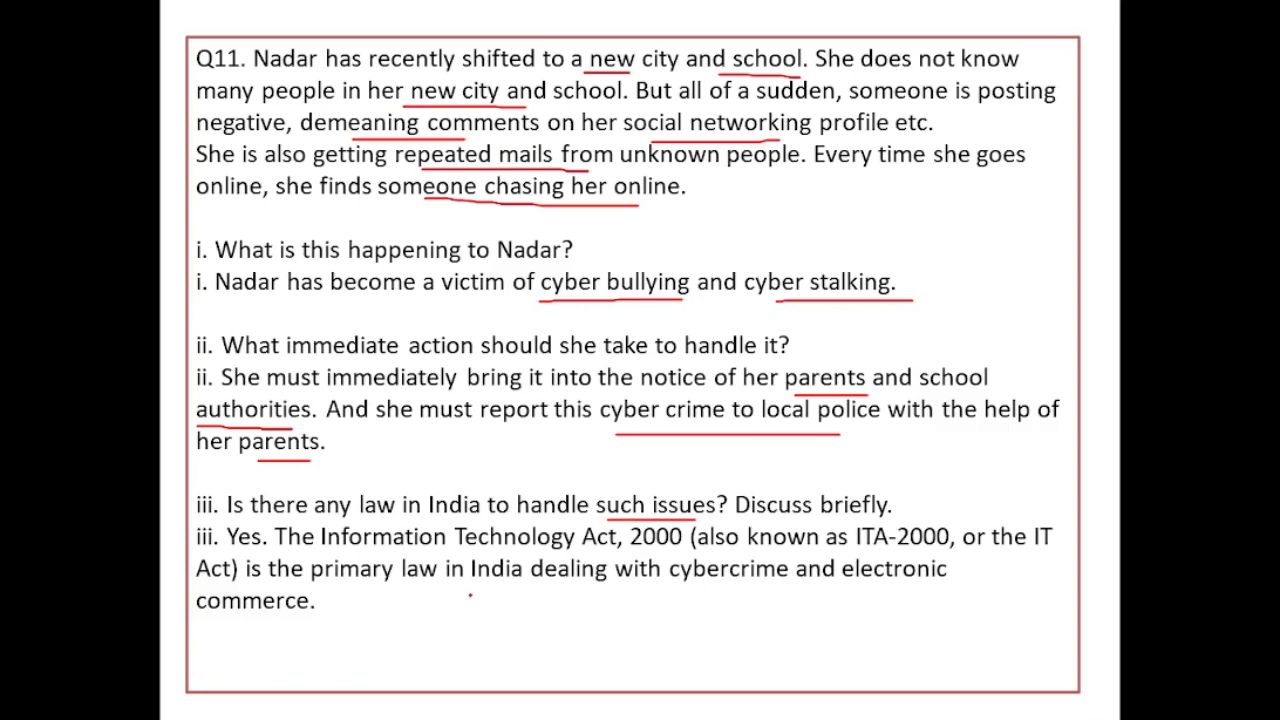 Q11. Nadar has recently shifted to a new city and school. She does not know
many people in her new city and school. But all of a sudden, someone is posting
negative, demeaning comments on her social networking profile etc.
She is also getting repeated mails from unknown people. Every time she goes
online, she finds someone chasing her online.
i. What is this happening to Nadar?
i. Nadar has become a victim of cyber bullying and cyber stalking.
ii. What immediate action should she take to handle it?
ii. She must immediately bring it into the notice of her parents and school
authorities. And she must report this cyber crime to local police with the help of
her parents.
iii. Is there any law in India to handle such issues? Discuss briefly.
iii. Yes. The Information Technology Act, 2000 (also known as ITA-2000, or the IT
Act) is the primary law in India dealing with cybercrime and electronic
commerce.